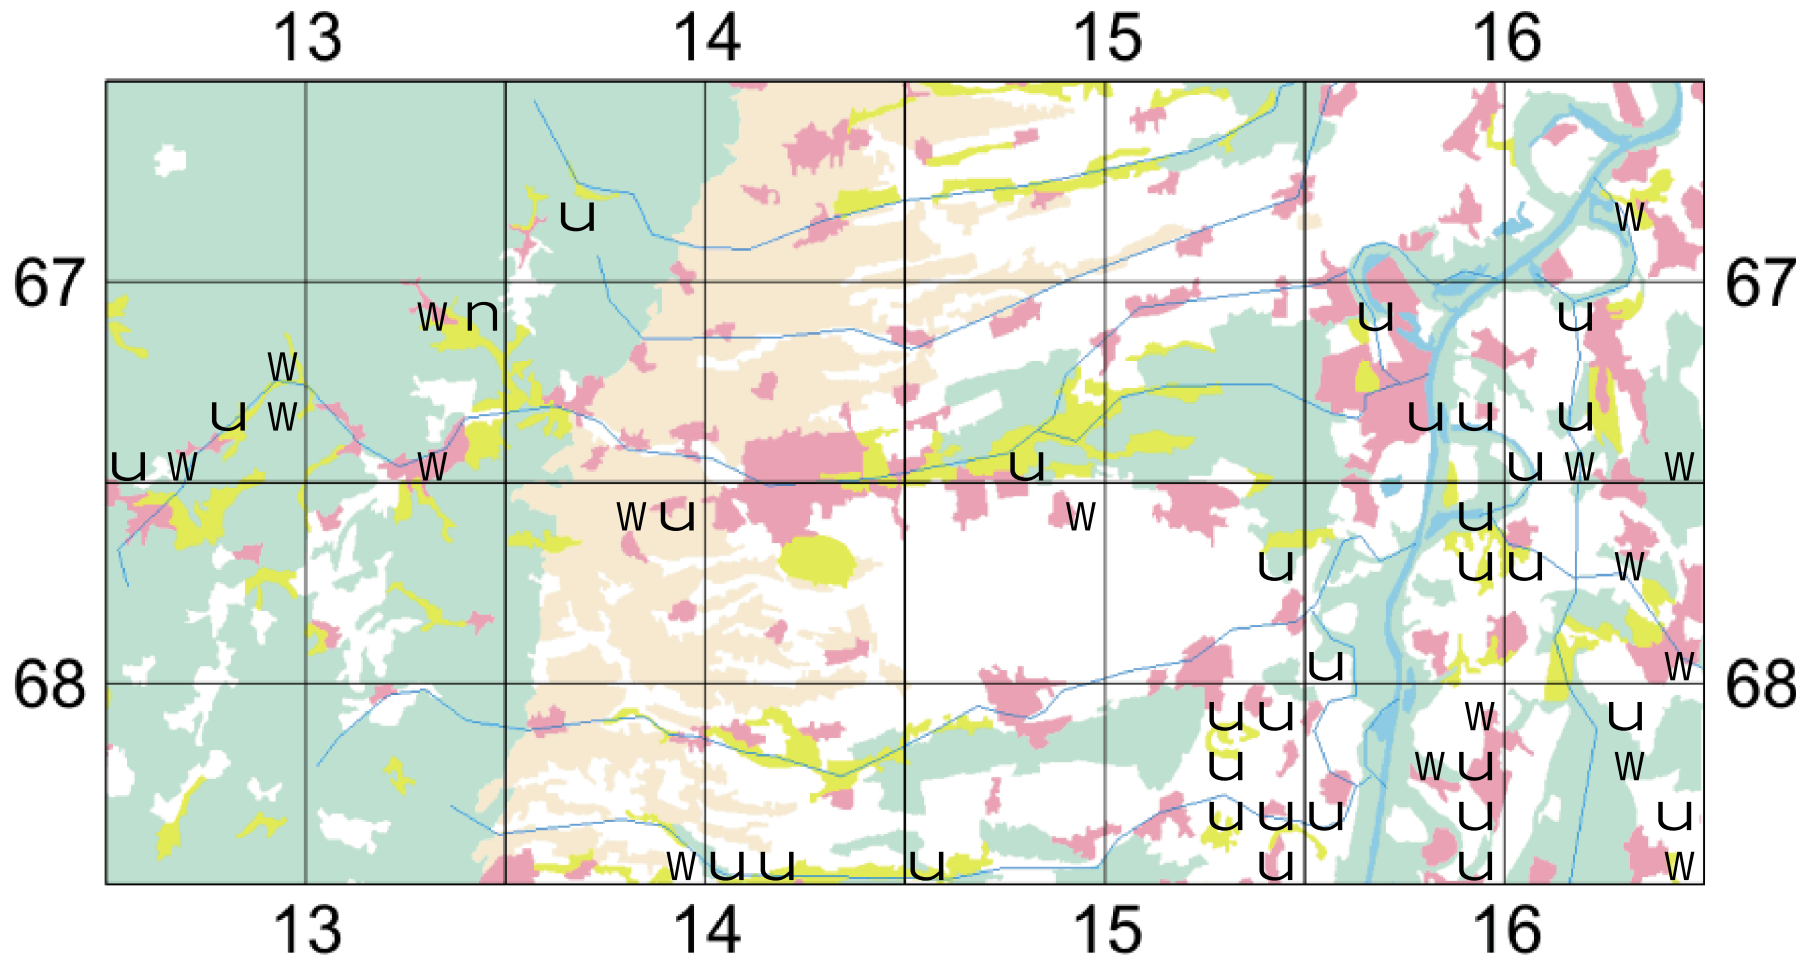 13 14 15 16
u w
67 67
w n u u
w
u w u u u
u w w u u w w
w u w u
u u u w
u w
68 68
u u w u
u w u w
u u u u u
w u u u u u w
13 14 15 16